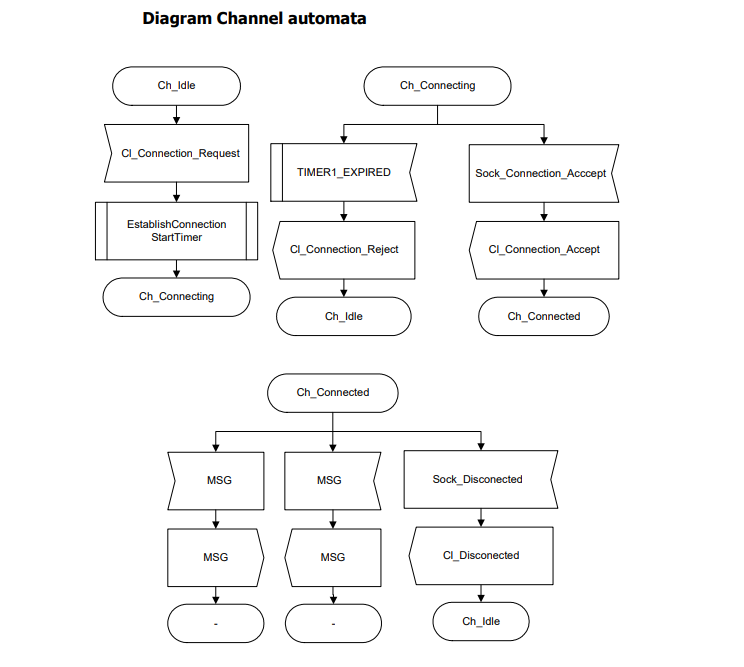 Diagram Channel automata
Ch_Idle
Cl_Connection_Request
EstablishConnection
StartTimer
Ch_Connecting
Ch_Connecting
TIMER1_EXPIRED
Cl_Connection_Reject
Ch_Idle
Sock_Connection_Acccept
Cl_Connection_Accept
Ch_Connected
Ch_Connected
MSG
MSG
-
MSG
MSG
-
Sock_Disconected
Cl_Disconected
Ch_Idle